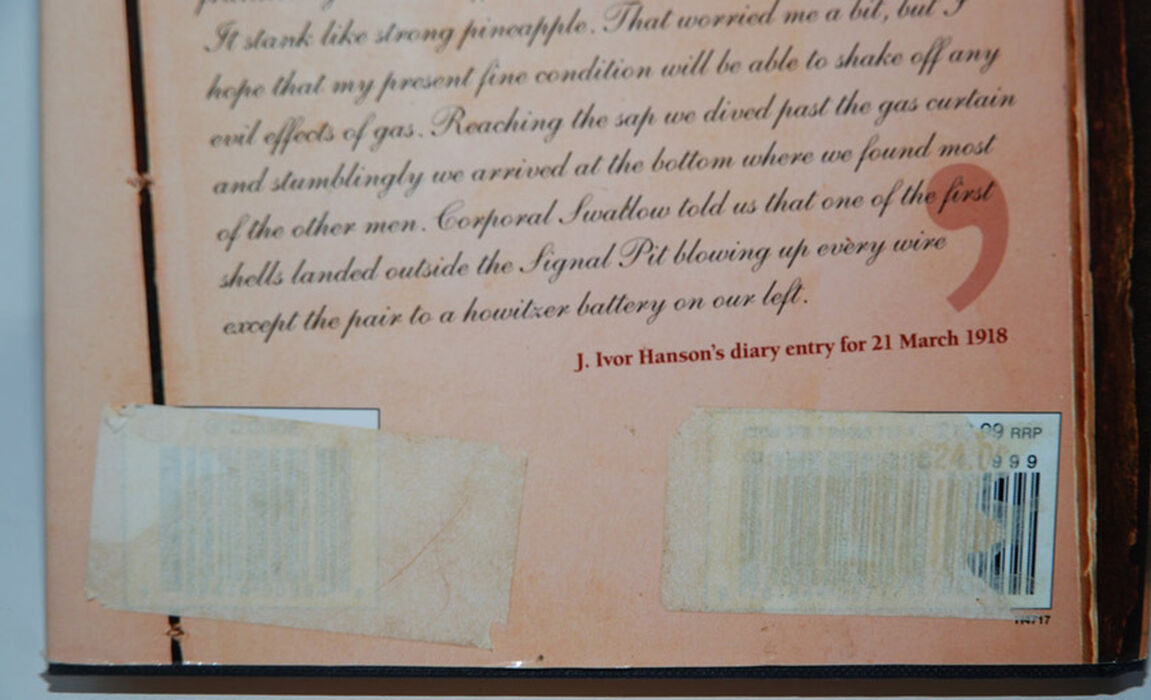 It stank like strong pineapple. That worried me a bit, but I
hope that my present fine condition will be able to shake off any
evil effects of gas. Reaching the sap we dived past the gas curtain
and stumblingly we arrived at the bottom where we found most
of the other men. Corporal Swallow told us that one of the first
shells landed outside the Signal Pit blowing up every wire
except the pair to a howitzer battery on our left.
’
J. Ivor Hanson’s diary entry for 21 March 1918
99 RRP
999